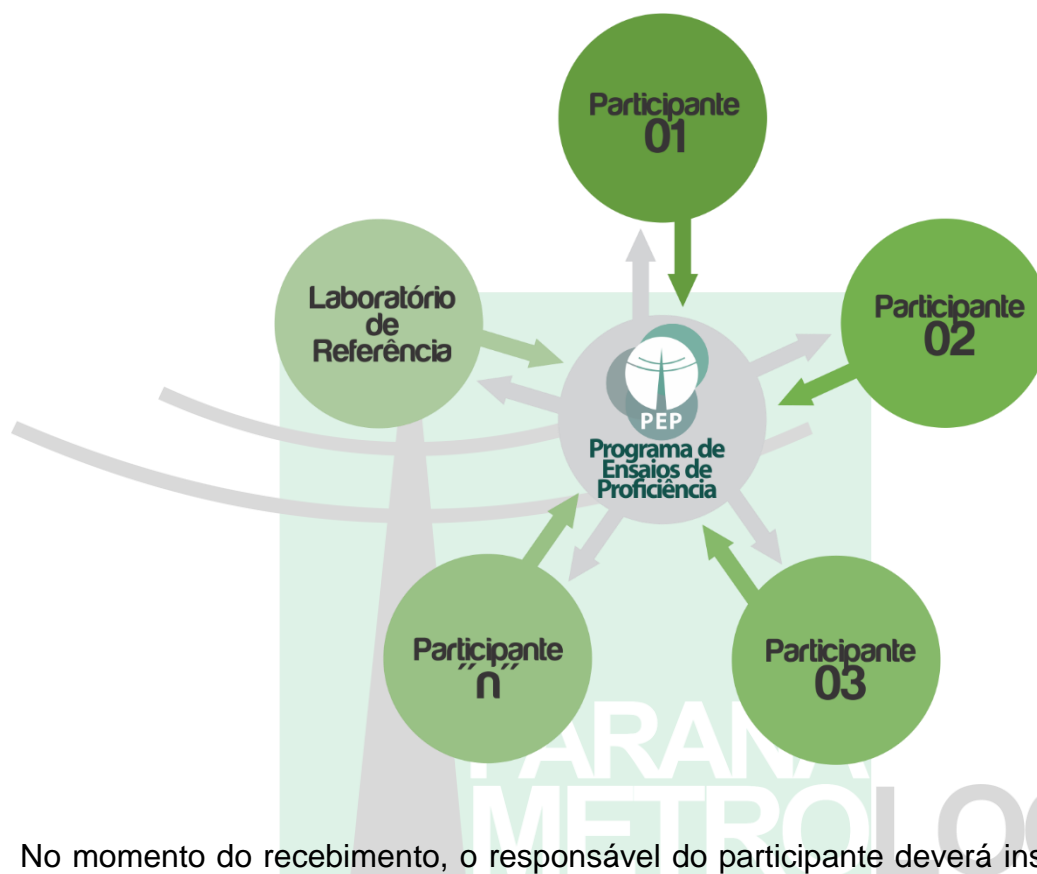 Participante
01
Laboratório
de
Referência
Participante
02
PEP
Programa de
Ensaios de
Proficiência
Participante
"n"
Participante
03
PARANÁ
METROLOG
No momento do recebimento, o responsável do participante deverá ins